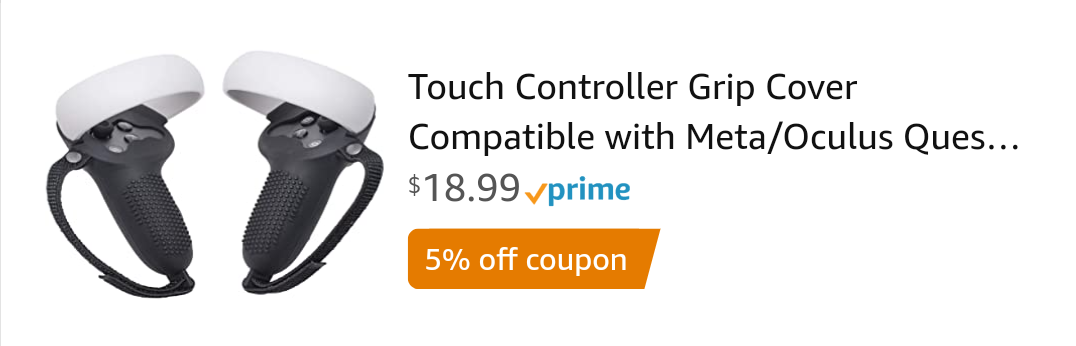 Touch Controller Grip Cover
Compatible with Meta/Oculus Ques...
$18.99 prime
5% off coupon